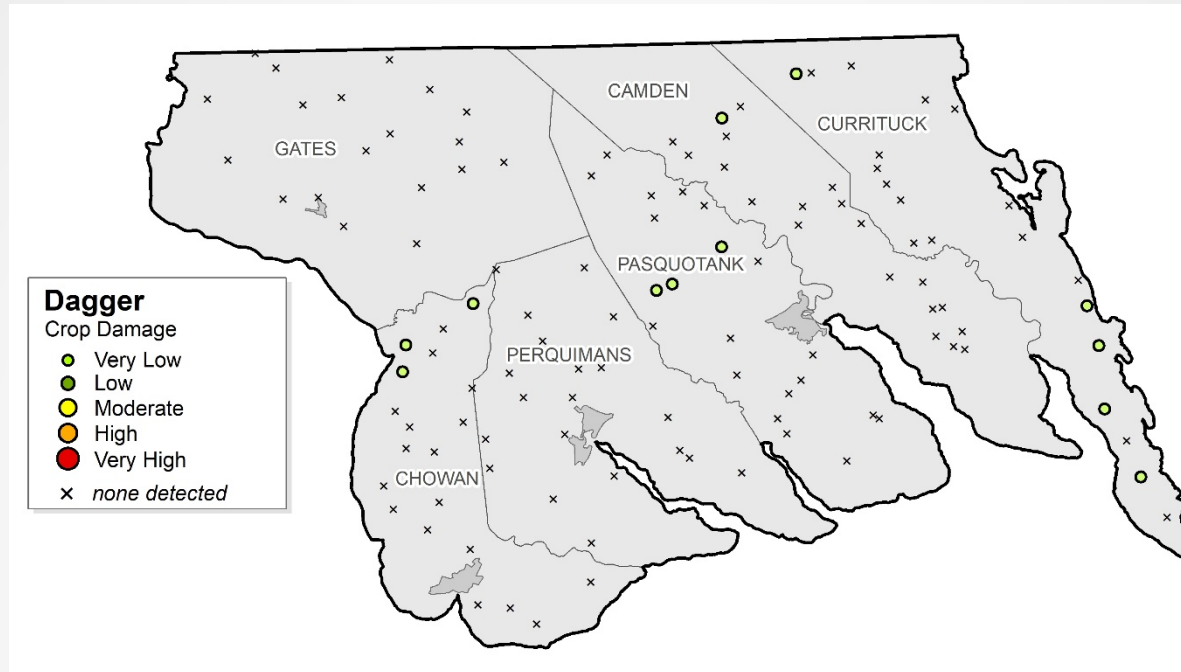 CAMDEN
CURRITUCK
GATES
PASQUOTANK
PERQUIMANS
CHOWAN
Dagger
Crop Damage
Very Low
Low
Moderate
High
Very High
none detected